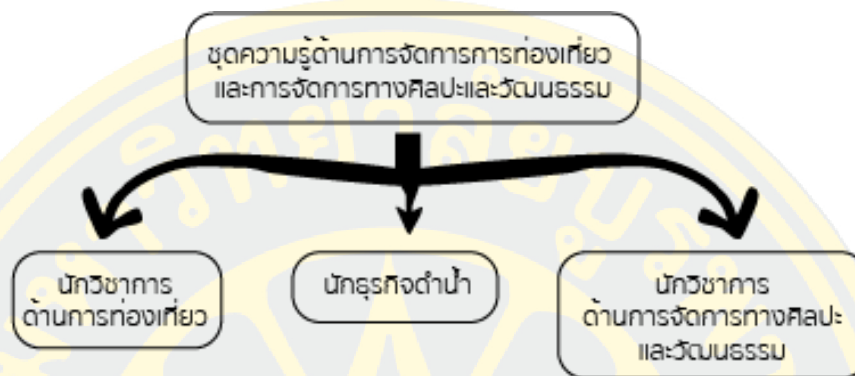 ชุดความรู้ด้านการจัดการการท่องเที่ยว
และการจัดการทางศิลปะและวัฒนธรรม
นักวิชาการ
ด้านการท่องเที่ยว
นักธุรกิจดำน้ำ
นักวิชาการ
ด้านการจัดการทางศิลปะ
และวัฒนธรรม